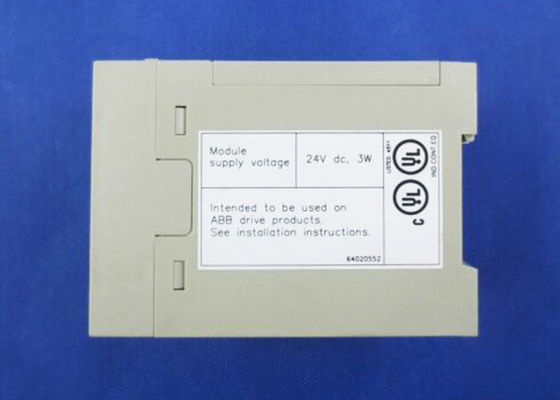 Module
supply voltage
24V dc, 3W
Intended to be used on
ABB drive products.
See installation instructions.
64020552
LISTED 45Y1
UL
IND.CONT.EQ
C UL